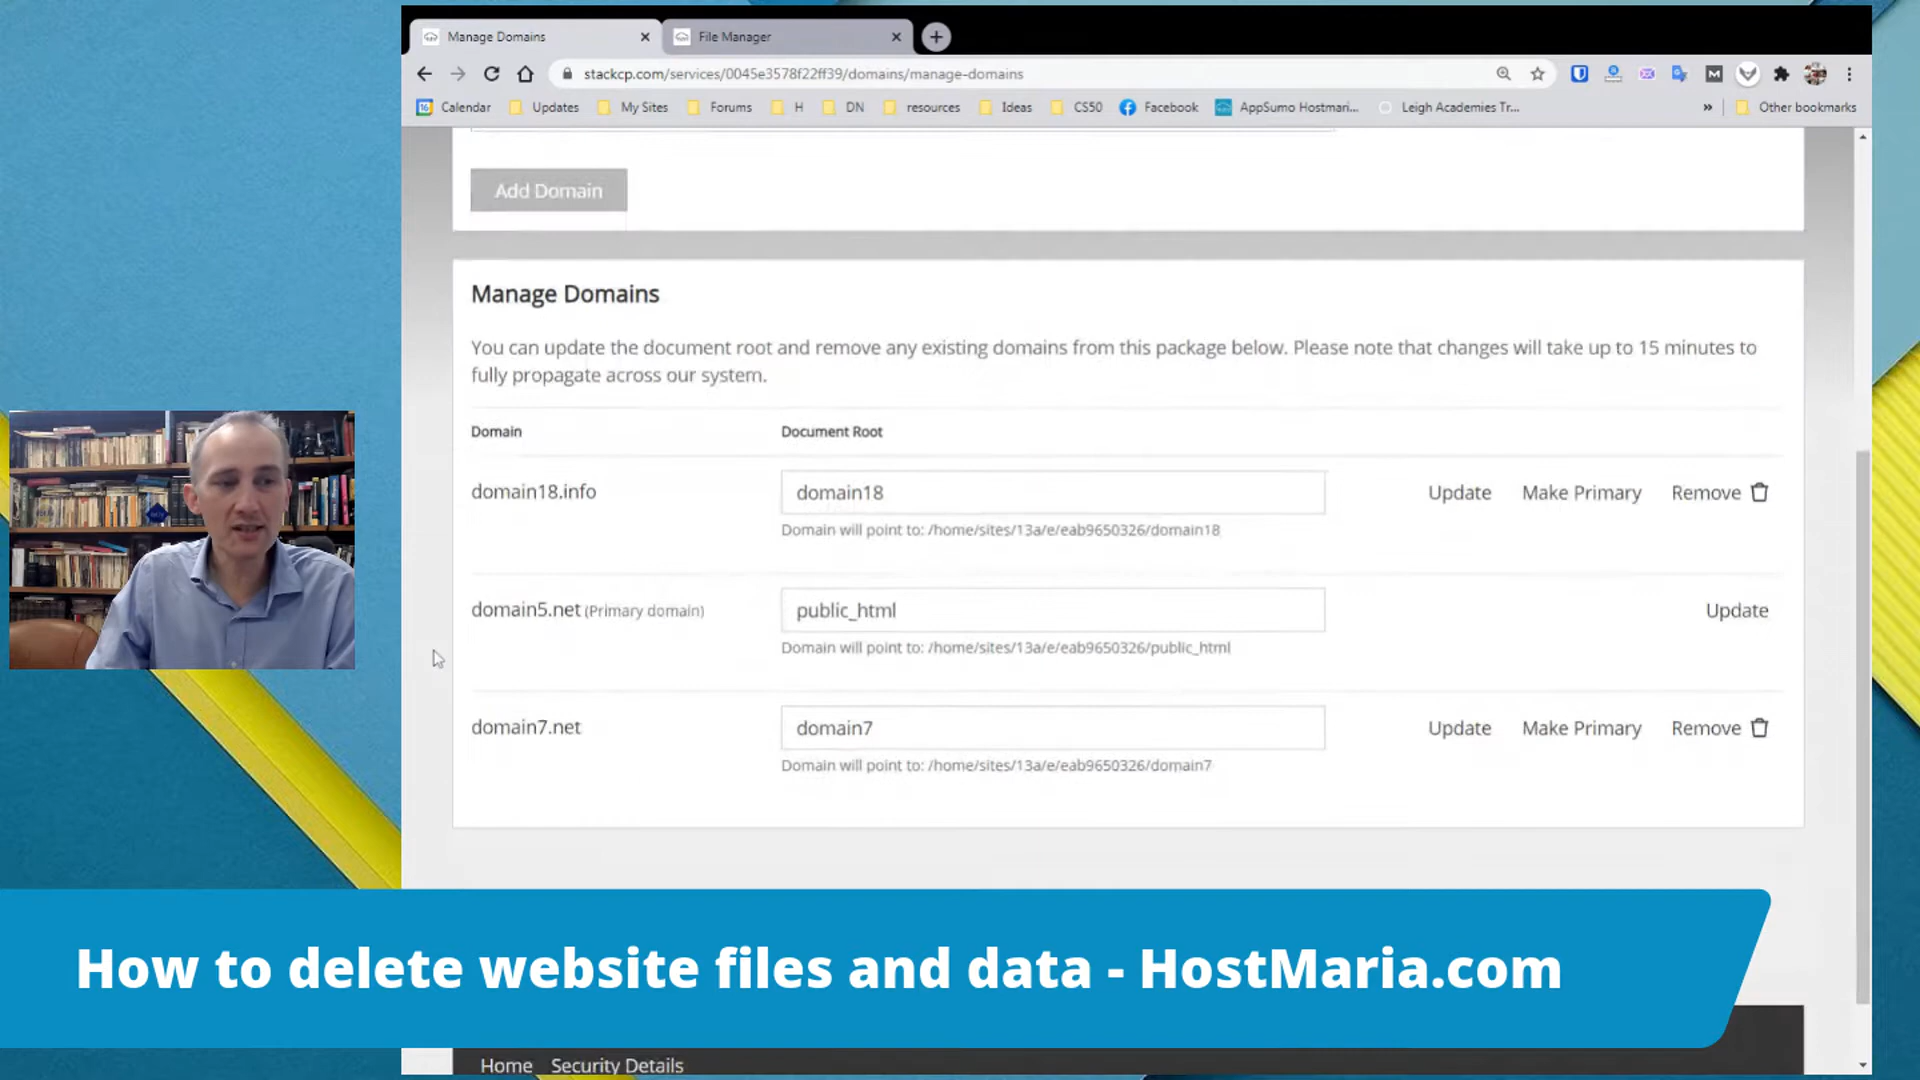 Manage Domains
File Manager
stackcp.com/services/0045e3578f22ff39/domains/manage-domains
Calendar Updates My Sites Forums H DN resources Ideas CS50 Facebook AppSumo Hostmari... Leigh Academies Tr... » Other bookmarks
Add Domain
Manage Domains
You can update the document root and remove any existing domains from this package below. Please note that changes will take up to 15 minutes to
fully propagate across our system.
Domain Document Root
domain18.info domain18 Update Make Primary Remove
Domain will point to: /home/sites/13a/e/eab9650326/domain18
domain5.net (Primary domain) public_html Update
Domain will point to: /home/sites/13a/e/eab9650326/public_html
domain7.net domain7 Update Make Primary Remove
Domain will point to: /home/sites/13a/e/eab9650326/domain7
How to delete website files and data - HostMaria.com
Home Security Details